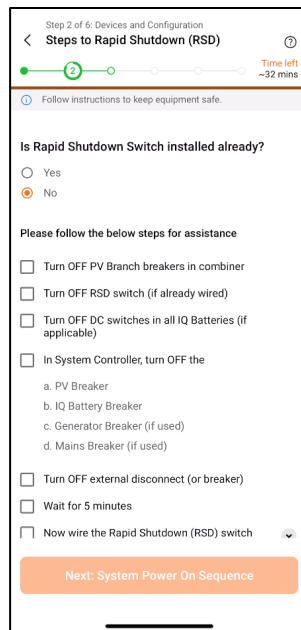 Step 2 of 6: Devices and Configuration
Steps to Rapid Shutdown (RSD)
2
Time left
~32 mins
Follow instructions to keep equipment safe.
Is Rapid Shutdown Switch installed already?
Yes
No
Please follow the below steps for assistance
Turn OFF PV Branch breakers in combiner
Turn OFF RSD switch (if already wired)
Turn OFF DC switches in all IQ Batteries (if
applicable)
In System Controller, turn OFF the
a. PV Breaker
b. IQ Battery Breaker
c. Generator Breaker (if used)
d. Mains Breaker (if used)
Turn OFF external disconnect (or breaker)
Wait for 5 minutes
Now wire the Rapid Shutdown (RSD) switch
Next: System Power On Sequence